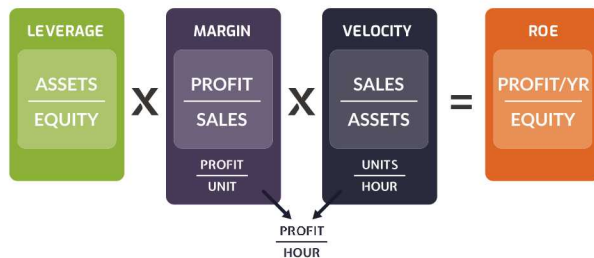 LEVERAGE
ASSETS
EQUITY
X
MARGIN
PROFIT
SALES
PROFIT
UNIT
X
VELOCITY
SALES
ASSETS
UNITS
HOUR
=
ROE
PROFIT/YR
EQUITY
PROFIT
HOUR